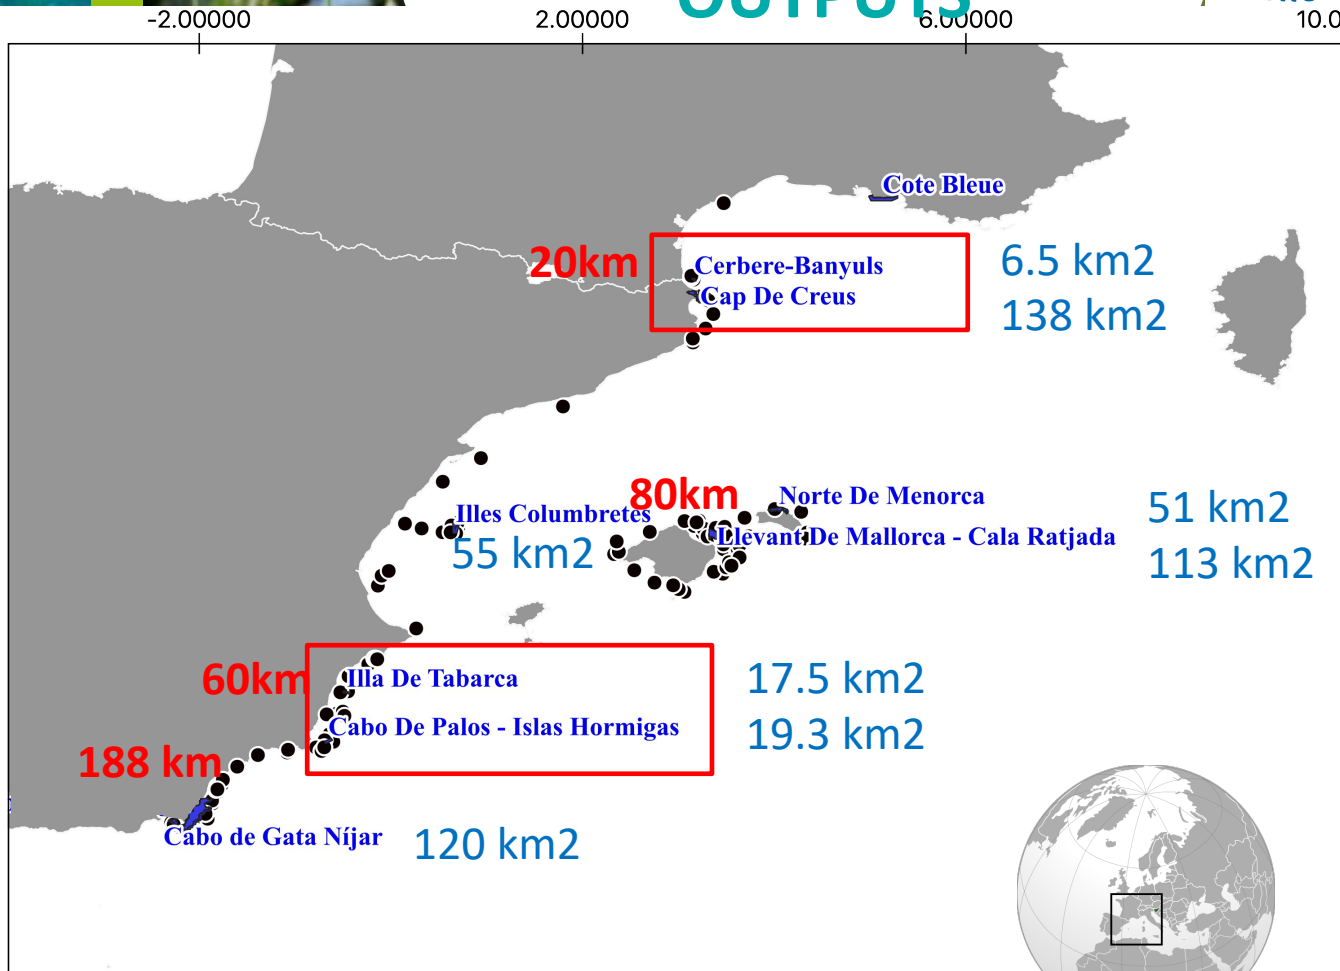 OUTPUTS
-2.00000 2.00000 6.00000 10.0
Cote Bleue
20km Cerbere-Banyuls 6.5 km2
Cap De Creus 138 km2
80km Norte De Menorca 51 km2
Illes Columbretes
55 km2 Llevant De Mallorca - Cala Ratjada 113 km2
60km Illa De Tabarca 17.5 km2
Cabo De Palos - Islas Hormigas 19.3 km2
188 km
Cabo de Gata Níjar 120 km2